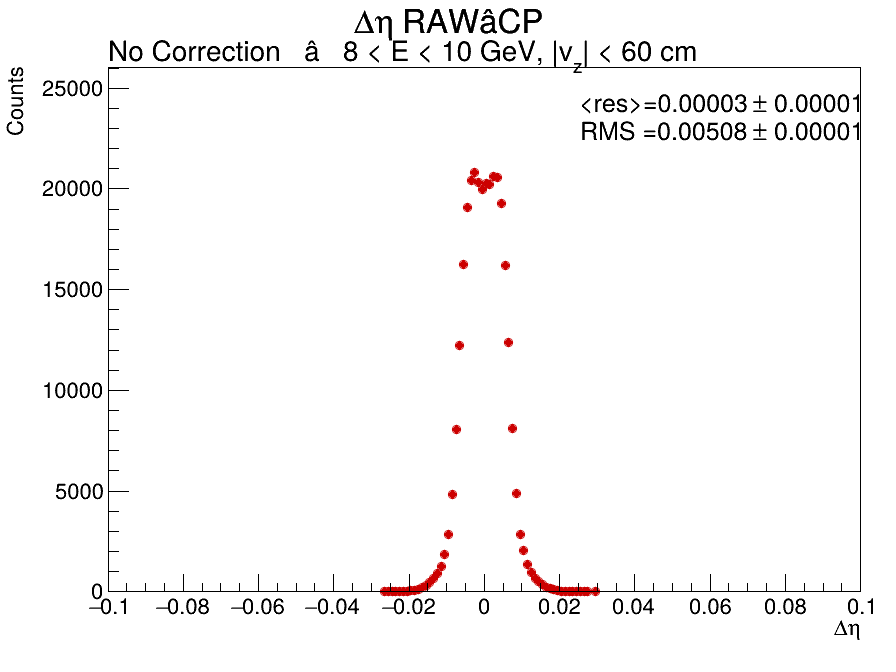 Δη RAWâCP
No Correction â 8 < E < 10 GeV, |v_z| < 60 cm
Counts
<res>=0.00003 ± 0.00001
RMS =0.00508 ± 0.00001
25000
20000
15000
10000
5000
0
−0.1 −0.08 −0.06 −0.04 −0.02 0 0.02 0.04 0.06 0.08 0.1
Δη